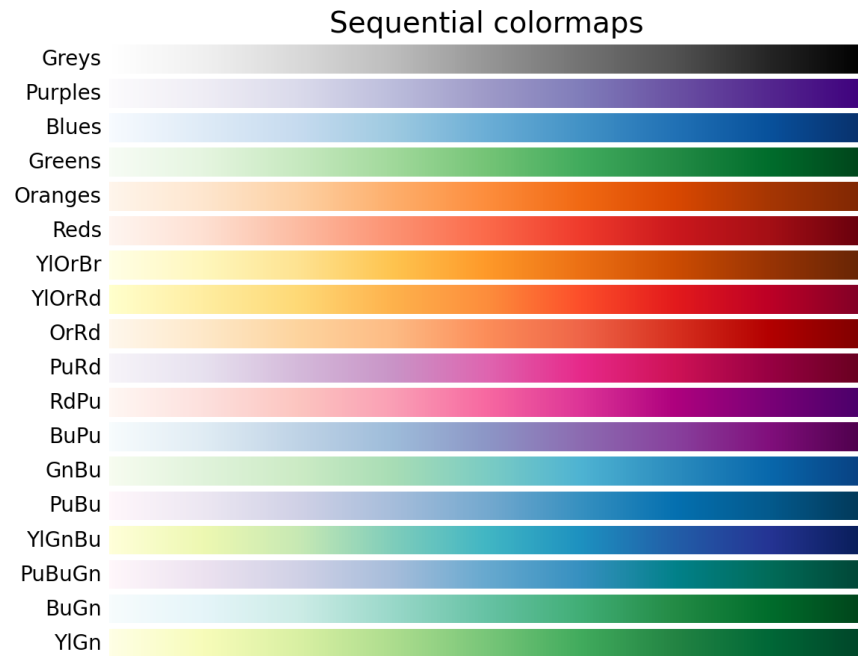 Sequential colormaps
Greys
Purples
Blues
Greens
Oranges
Reds
YlOrBr
YlOrRd
OrRd
PuRd
RdPu
BuPu
GnBu
PuBu
YlGnBu
PuBuGn
BuGn
YlGn